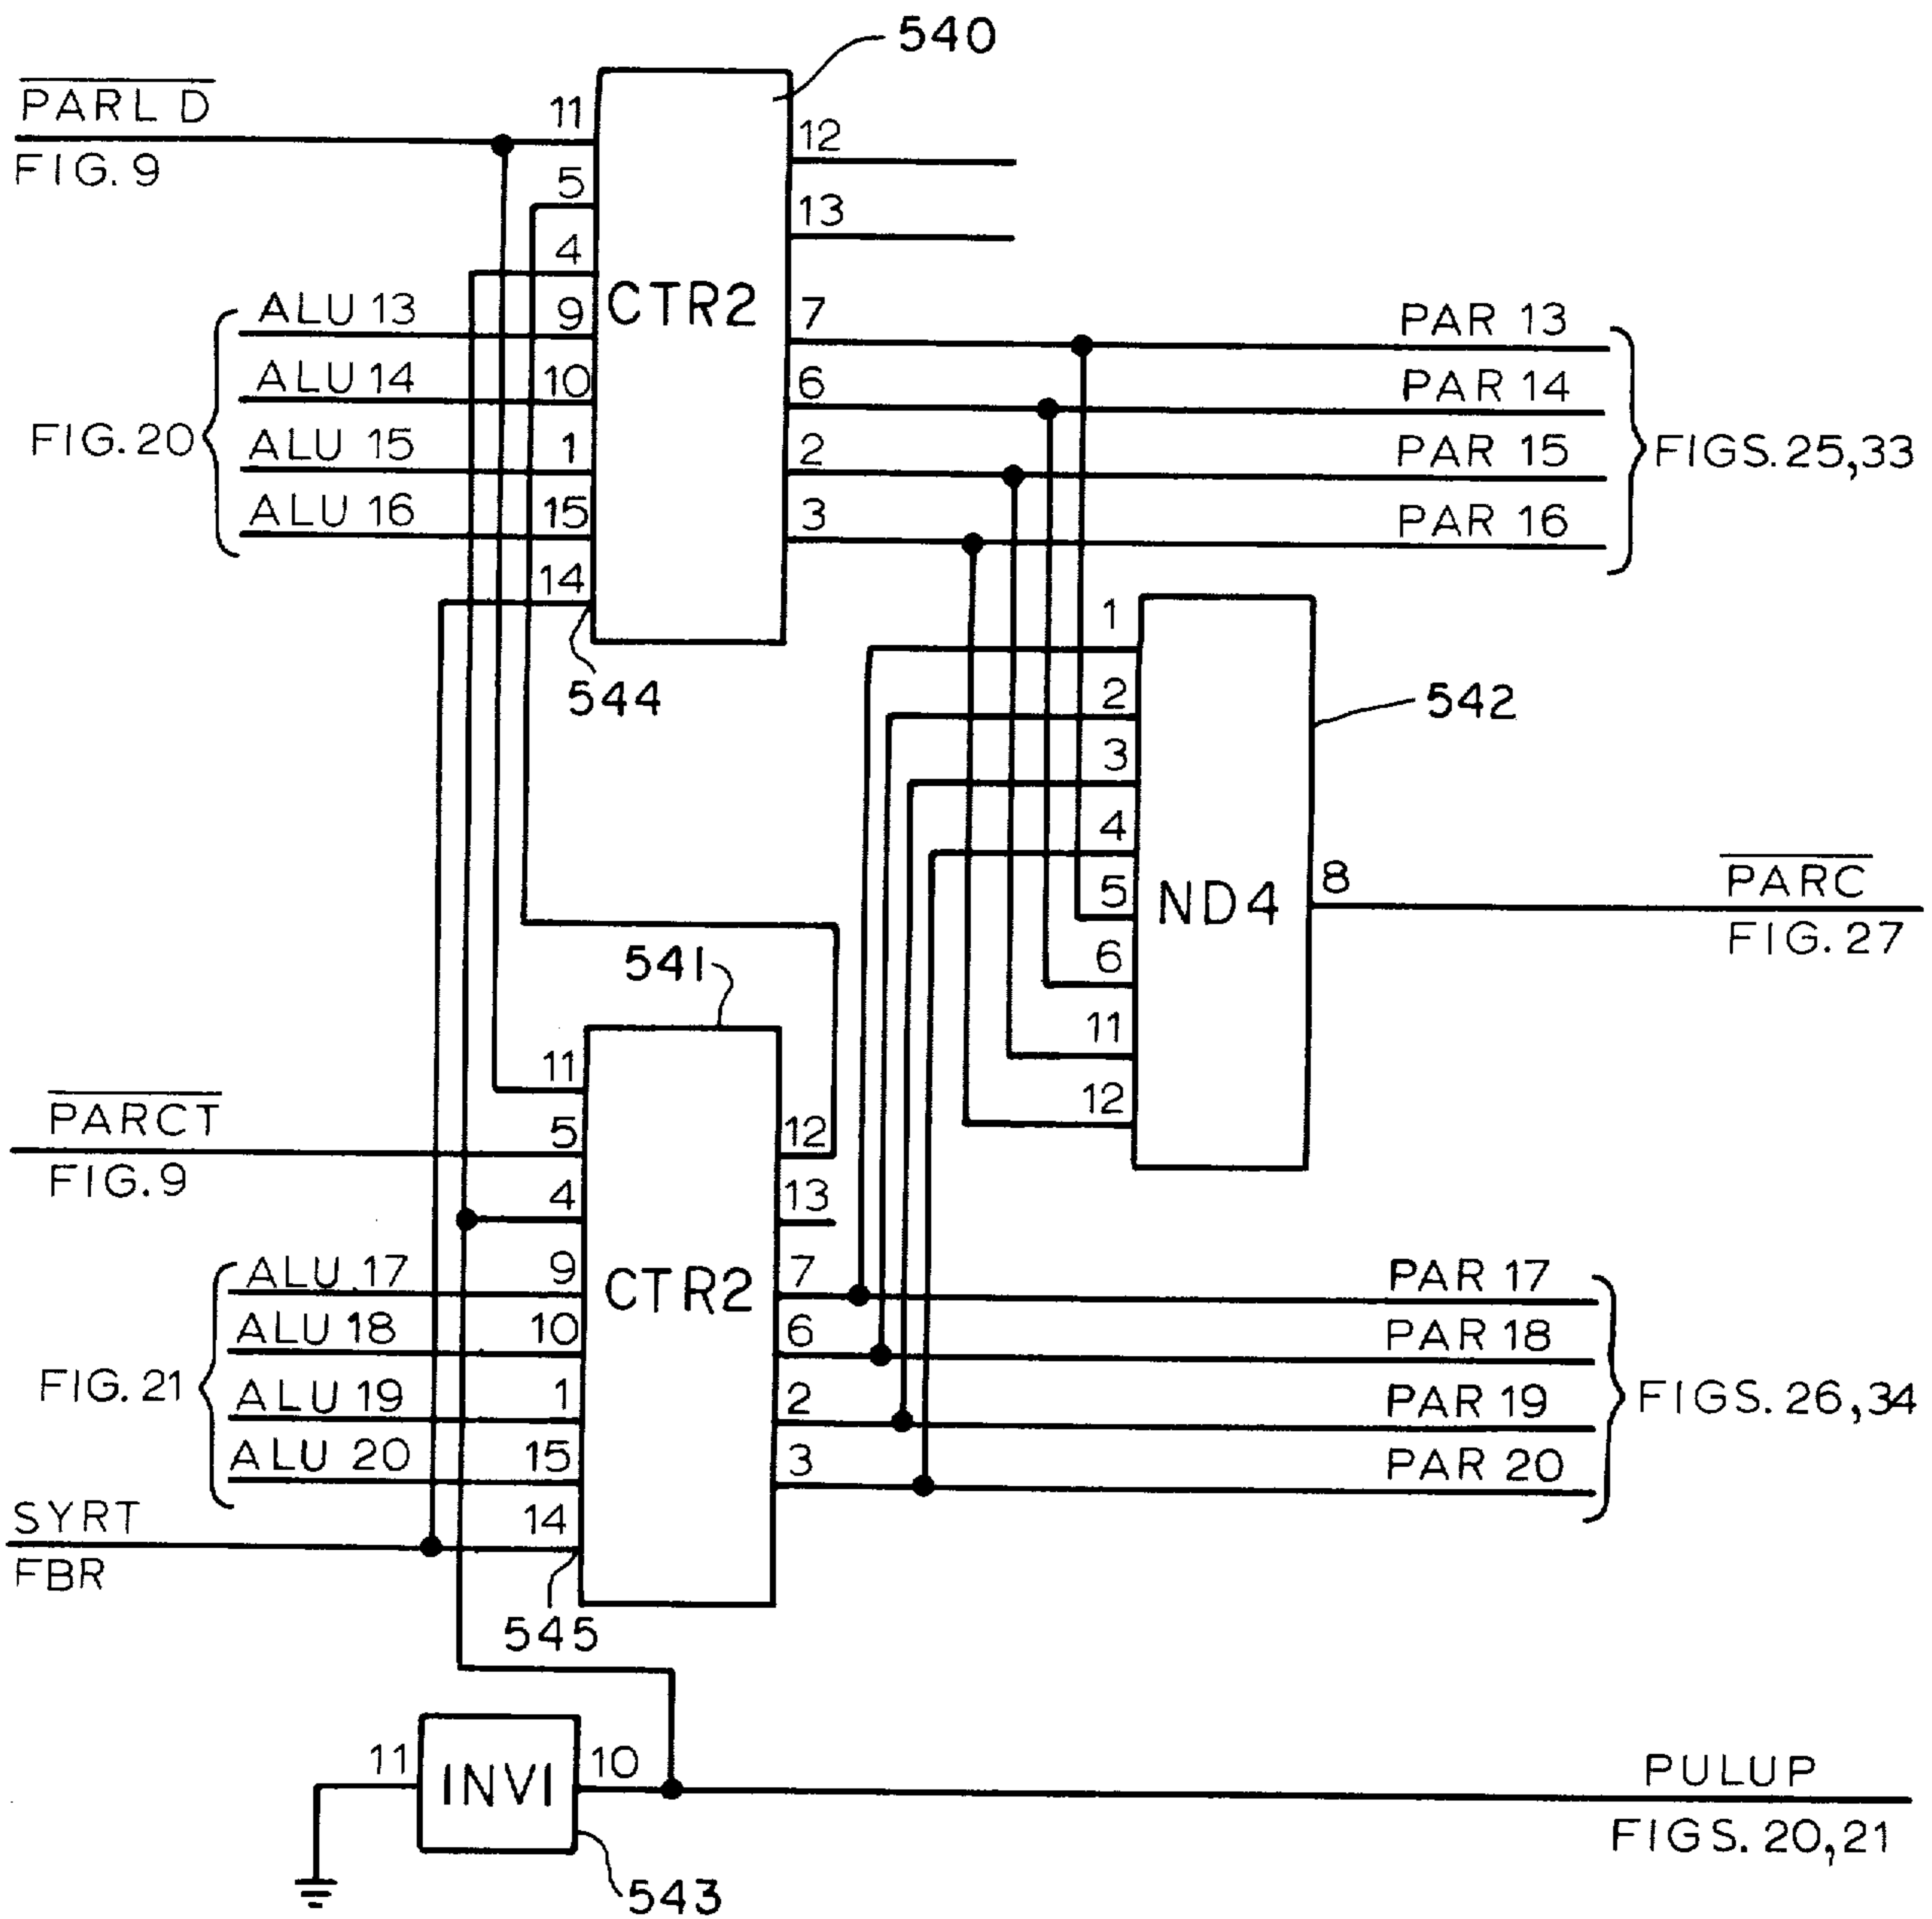 540
PARL D
FIG. 9
11
5
4
9
10
1
15
14
12
13
7
6
2
3
CTR2
ALU 13
ALU 14
ALU 15
ALU 16
FIG. 20
PAR 13
PAR 14
PAR 15
PAR 16
FIGS. 25,33
544
1
2
3
4
5
6
11
12
ND4
542
8
PARC
FIG. 27
541
11
5
4
9
10
1
15
14
12
13
7
6
2
3
CTR2
PARCT
FIG. 9
ALU 17
ALU 18
ALU 19
ALU 20
FIG. 21
PAR 17
PAR 18
PAR 19
PAR 20
FIGS. 26,34
SYRT
FBR
545
11
INVI
10
PULUP
FIGS. 20,21
543